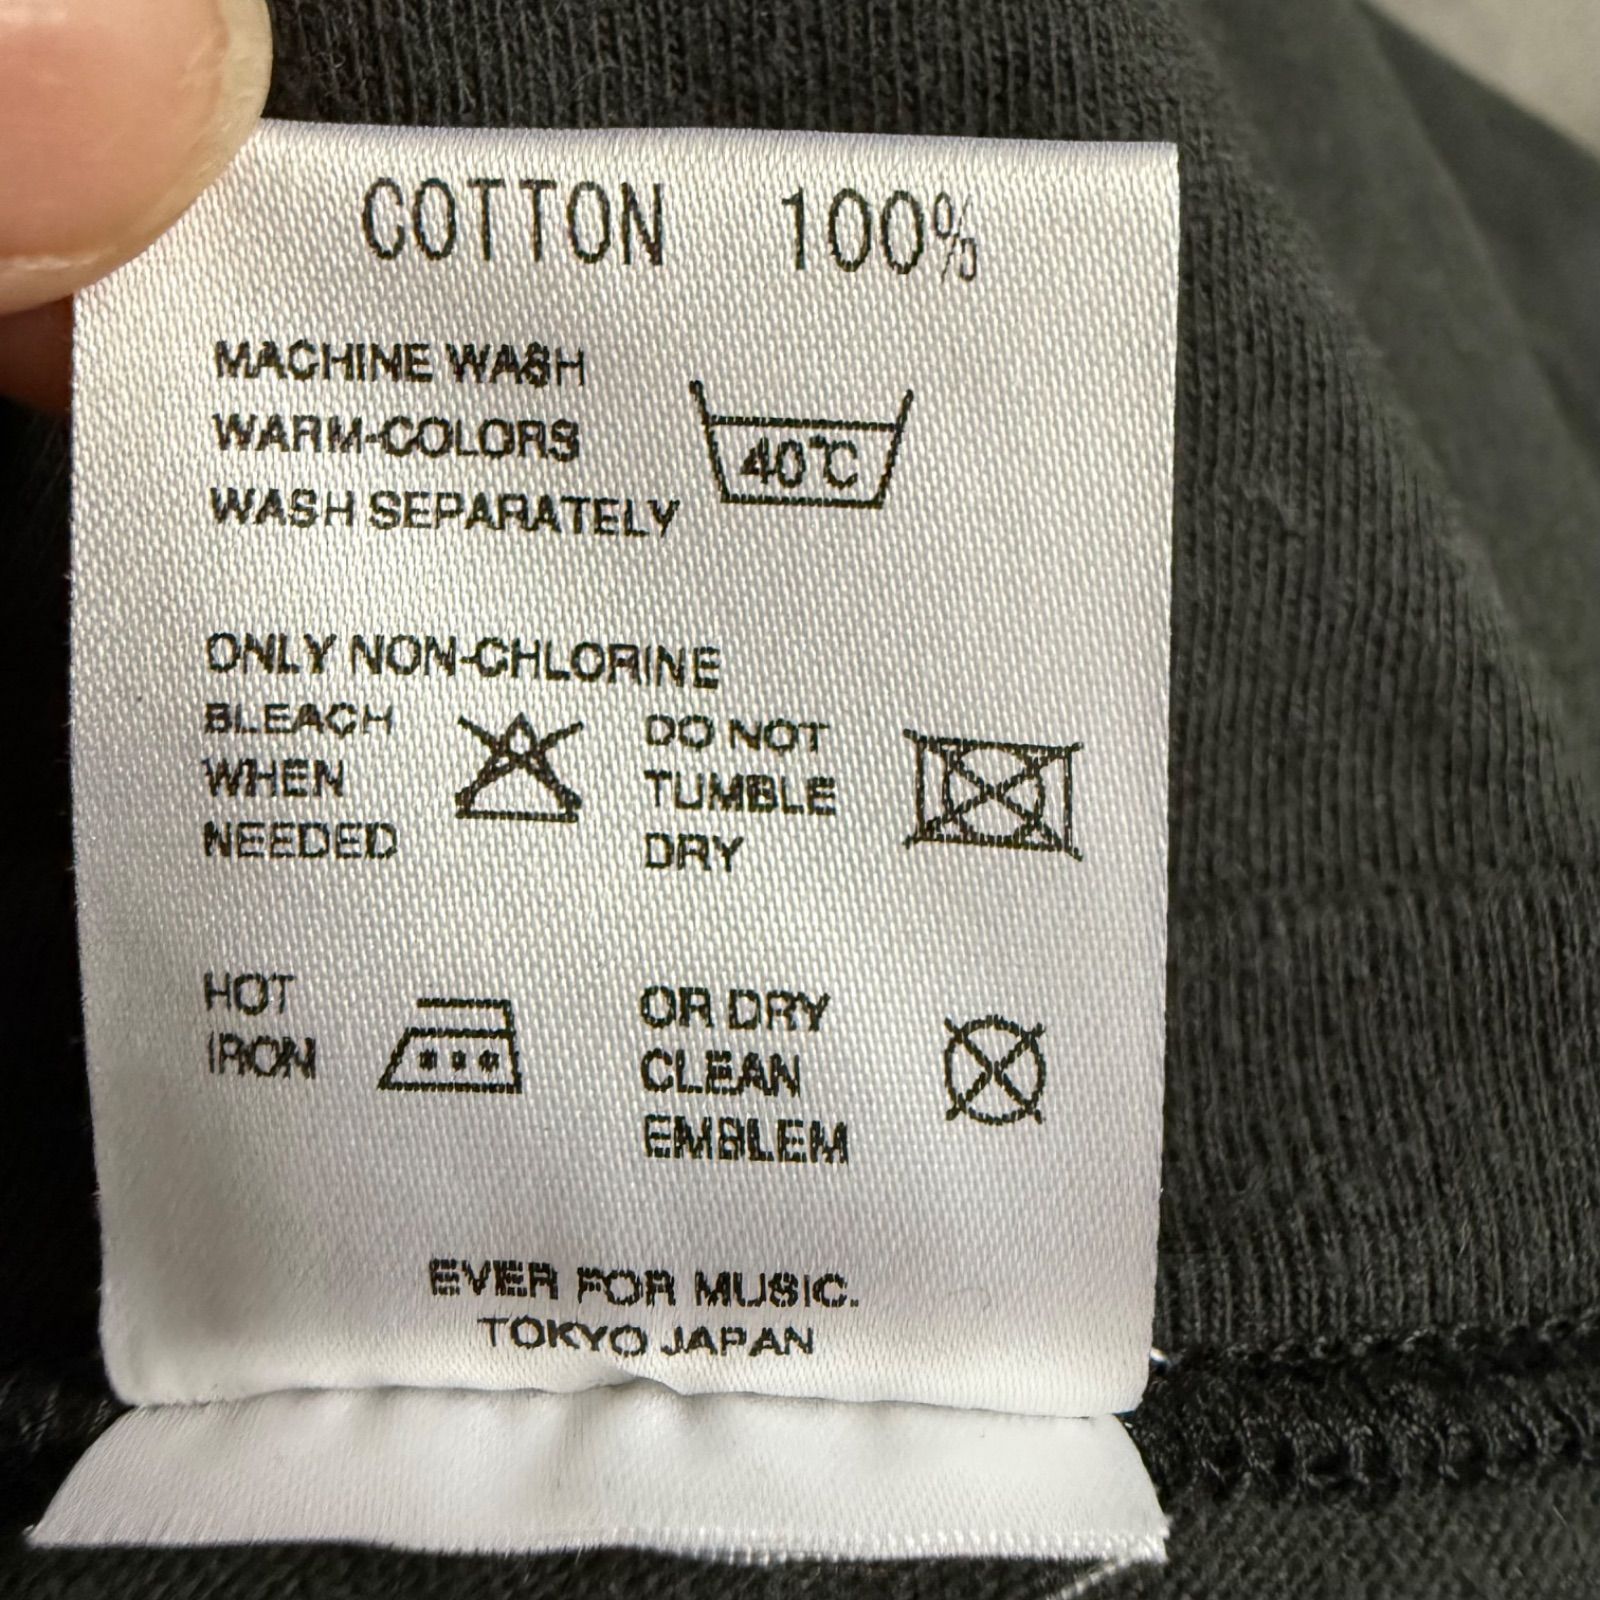 COTTON 100%
MACHINE WASH
WARM-COLORS
WASH SEPARATELY
40℃
ONLY NON-CHLORINE
BLEACH
WHEN
NEEDED
DO NOT
TUMBLE
DRY
HOT
IRON
OR DRY
CLEAN
EMBLEM
EVER FOR MUSIC.
TOKYO JAPAN